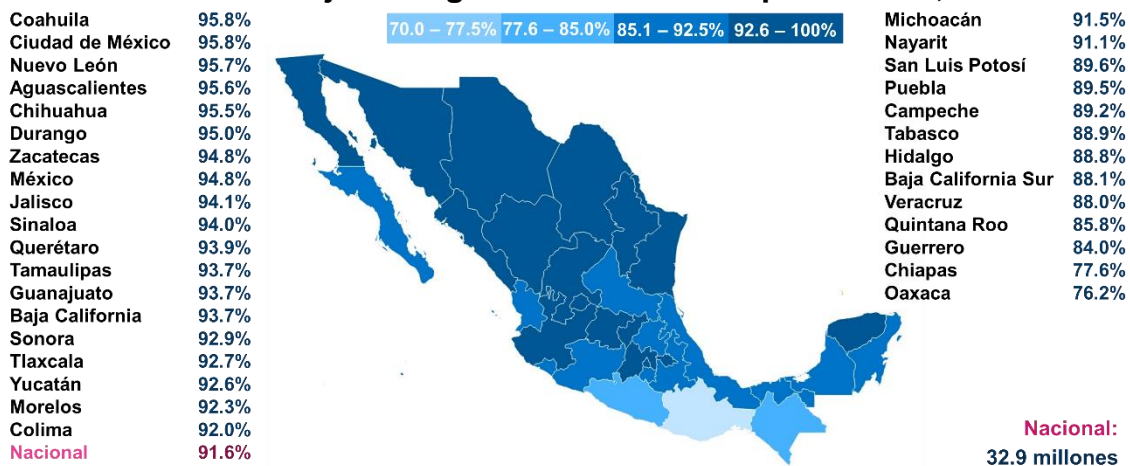 70.0 – 77.5% 77.6 – 85.0% 85.1 – 92.5% 92.6 – 100%
Coahuila 95.8%
Ciudad de México 95.8%
Nuevo León 95.7%
Aguascalientes 95.6%
Chihuahua 95.5%
Durango 95.0%
Zacatecas 94.8%
México 94.8%
Jalisco 94.1%
Sinaloa 94.0%
Querétaro 93.9%
Tamaulipas 93.7%
Guanajuato 93.7%
Baja California 93.7%
Sonora 92.9%
Tlaxcala 92.7%
Yucatán 92.6%
Morelos 92.3%
Colima 92.0%
Nacional 91.6%
Michoacán 91.5%
Nayarit 91.1%
San Luis Potosí 89.6%
Puebla 89.5%
Campeche 89.2%
Tabasco 88.9%
Hidalgo 88.8%
Baja California Sur 88.1%
Veracruz 88.0%
Quintana Roo 85.8%
Guerrero 84.0%
Chiapas 77.6%
Oaxaca 76.2%
Nacional:
32.9 millones